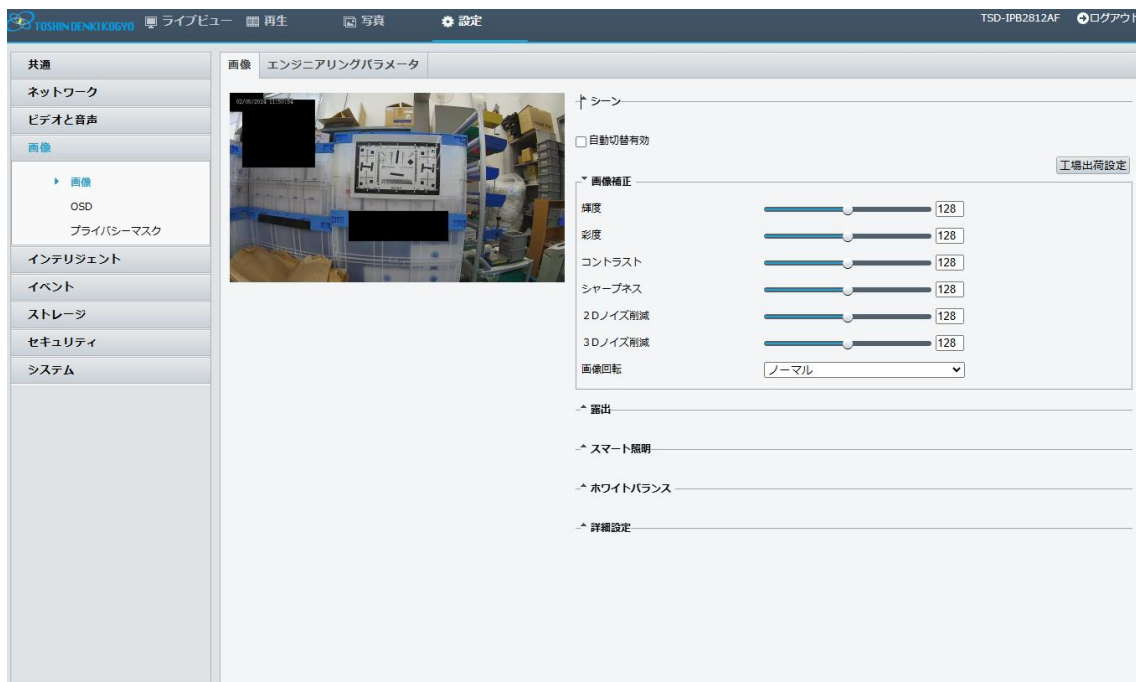 TOSHIN DENKI KOGYO ライブビュー 再生 写真 設定 TSD-IPB2812AF ログアウト
共通
ネットワーク
ビデオと音声
画像
画像
OSD
プライバシーマスク
インテリジェント
イベント
ストレージ
セキュリティ
システム
画像 エンジニアリングパラメータ
02/05/2024 11:50:54
シーン
自動切替有効
工場出荷設定
画像補正
輝度 128
彩度 128
コントラスト 128
シャープネス 128
2Dノイズ削減 128
3Dノイズ削減 128
画像回転 ノーマル
露出
スマート照明
ホワイトバランス
詳細設定